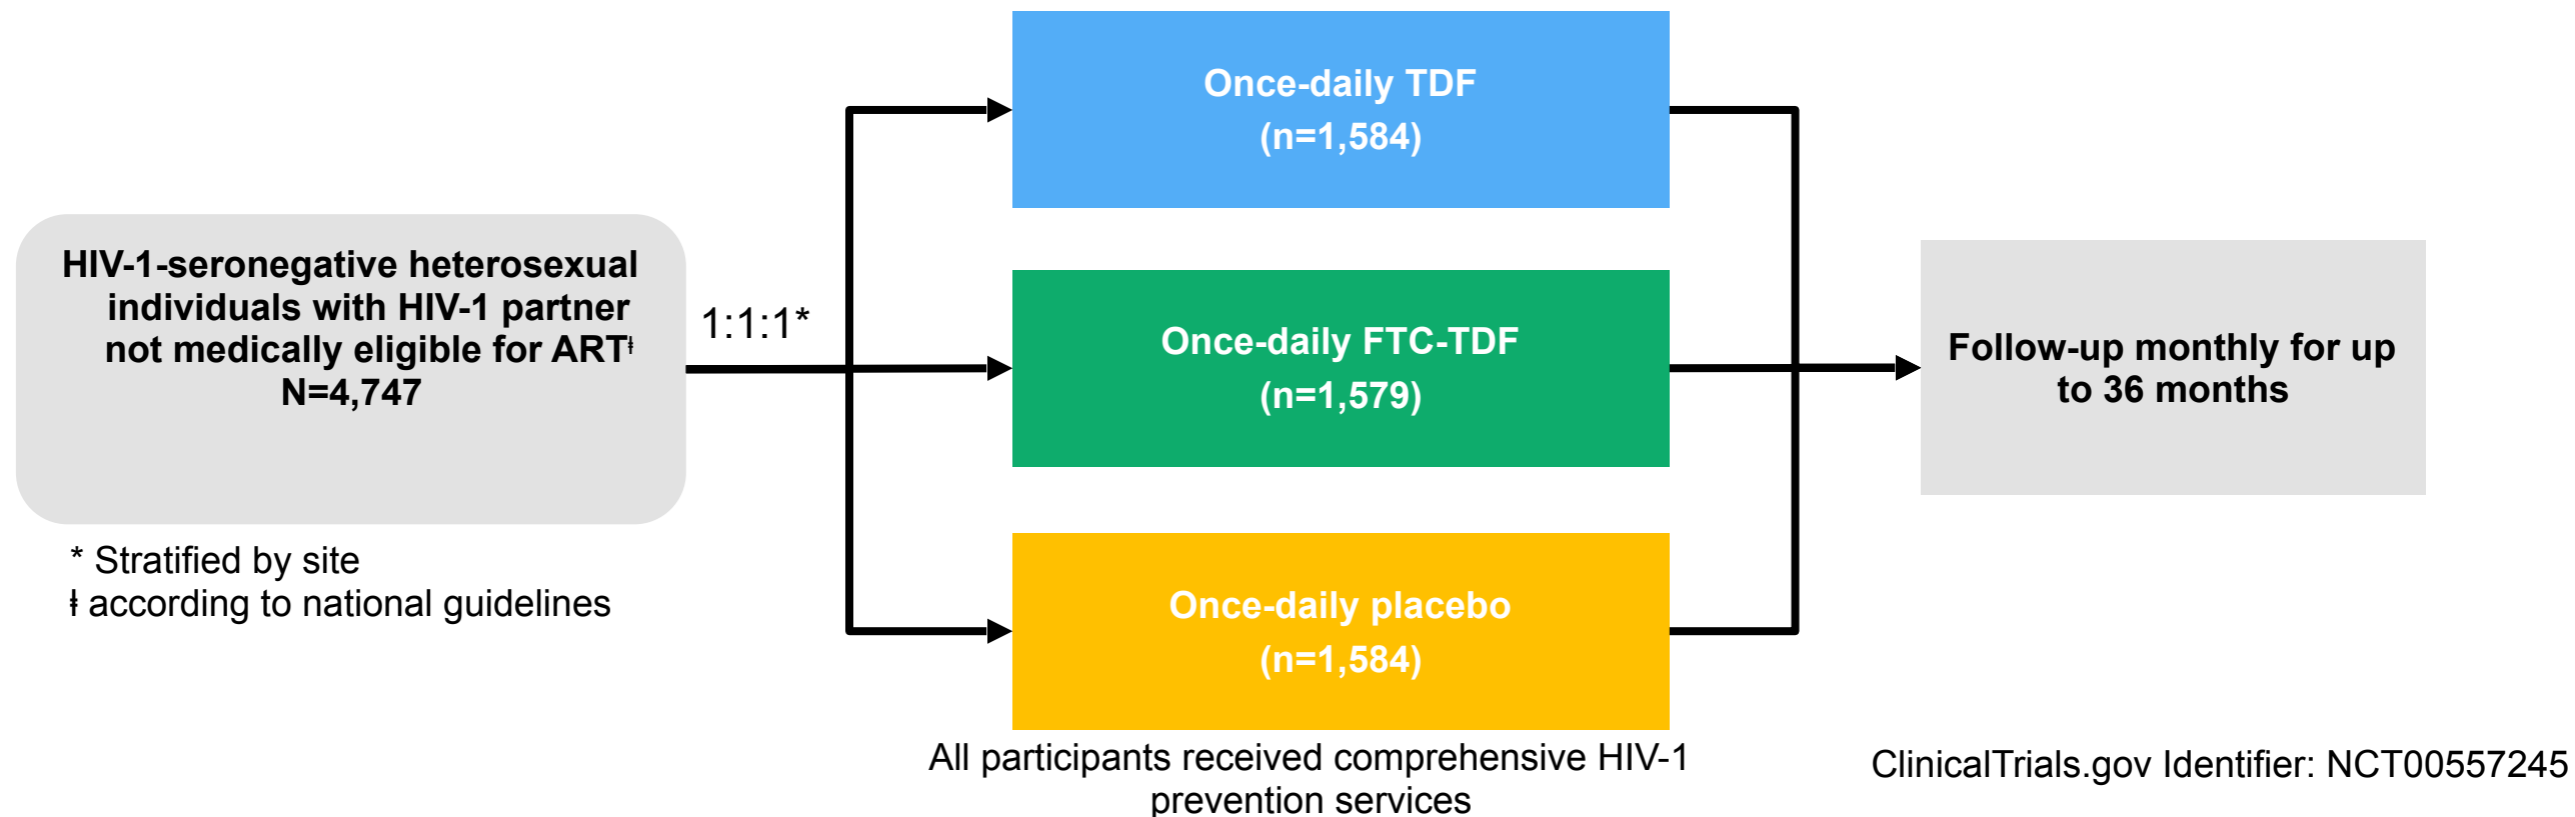 HIV-1-seronegative heterosexual
individuals with HIV-1 partner
not medically eligible for ART꟡
N=4,747
* Stratified by site
꟡ according to national guidelines
1:1:1*
Once-daily TDF
(n=1,584)
Once-daily FTC-TDF
(n=1,579)
Once-daily placebo
(n=1,584)
All participants received comprehensive HIV-1
prevention services
Follow-up monthly for up
to 36 months
ClinicalTrials.gov Identifier: NCT00557245